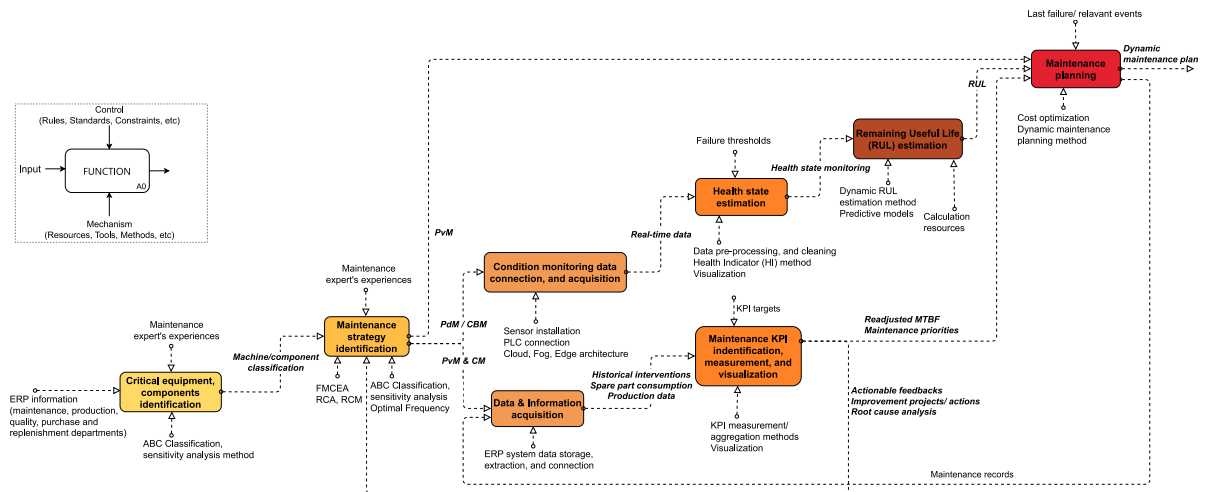 Last failure/ relavant events
Maintenance
planning
Dynamic
maintenance plan
RUL
Cost optimization
Dynamic maintenance
planning method
Control
(Rules, Standards, Constraints, etc)
Input
FUNCTION
A0
Mechanism
(Resources, Tools, Methods, etc)
Remaining Useful Life
(RUL) estimation
Failure thresholds
Health state monitoring
Health state
estimation
Dynamic RUL
estimation method
Predictive models
Calculation
resources
PvM
Real-time data
Data pre-processing, and cleaning
Health Indicator (HI) method
Visualization
Condition monitoring data
connection, and acquisition
Maintenance
expert's experiences
KPI targets
Maintenance
expert's experiences
Maintenance
strategy
identification
PdM / CBM
Sensor installation
PLC connection
Cloud, Fog, Edge architecture
Readjusted MTBF
Maintenance priorities
Maintenance KPI
indentification,
measurement, and
visualization
Machine/component
classification
PvM & CM
Historical interventions
Spare part consumption
Production data
Critical equipment,
components
identification
FMCEA
RCA, RCM
ABC Classification,
sensitivity analysis
Optimal Frequency
Actionable feedbacks
Improvement projects/ actions
Root cause analysis
ERP information
(maintenance, production,
quality, purchase and
replenishment departments)
Data & Information
acquisition
KPI measurement/
aggregation methods
Visualization
ABC Classification,
sensitivity analysis method
ERP system data storage,
extraction, and connection
Maintenance records